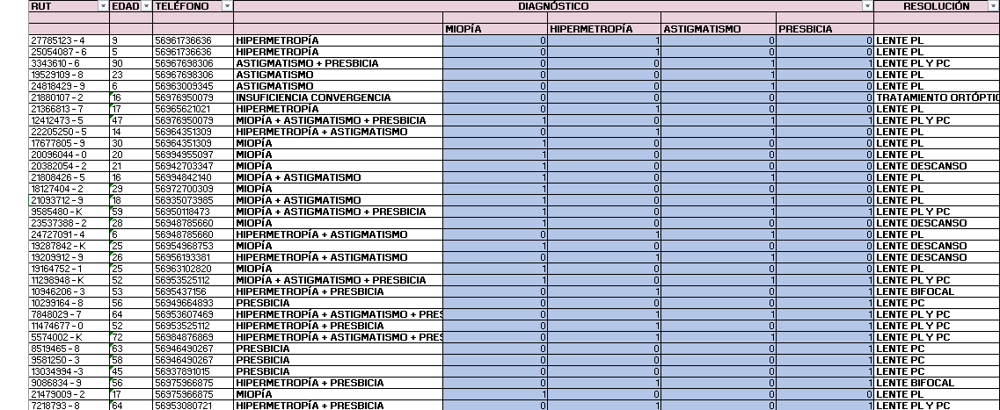 RUT EDAD TELÉFONO DIAGNÓSTICO RESOLUCIÓN
MIOPÍA HIPERMETROPÍA ASTIGMATISMO PRESBICIA
27785123-4 9 56961736636 HIPERMETROPÍA 0 1 0 0 LENTE PL
25054087-6 5 56961736636 HIPERMETROPÍA 0 1 0 0 LENTE PL
3343610-6 90 56967698306 ASTIGMATISMO + PRESBICIA 0 0 1 1 LENTE PL Y PC
19529109-8 23 56967698306 ASTIGMATISMO 0 0 1 0 LENTE PL
24818429-9 6 56963009345 ASTIGMATISMO 0 0 1 0 LENTE PL
21880107-2 16 56976950079 INSUFICIENCIA CONVERGENCIA 0 0 0 0 TRATAMIENTO ORTÓPTIC
21366813-7 17 56965621021 HIPERMETROPÍA 0 1 0 0 LENTE PL
12412473-5 47 56976950079 MIOPÍA + ASTIGMATISMO + PRESBICIA 1 0 1 1 LENTE PL Y PC
22205250-5 14 56964351309 HIPERMETROPÍA + ASTIGMATISMO 0 1 1 0 LENTE PL
17677805-9 30 56964351309 MIOPÍA 1 0 0 0 LENTE PL
20096044-0 20 56994955097 MIOPÍA 1 0 0 0 LENTE PL
20382054-2 21 56942703347 MIOPÍA 1 0 0 0 LENTE DESCANSO
21808426-5 16 56994842140 MIOPÍA + ASTIGMATISMO 1 0 1 0 LENTE PL
18127404-2 29 56972700309 MIOPÍA 1 0 0 0 LENTE PL
21093712-9 18 56935073985 MIOPÍA + ASTIGMATISMO 1 0 1 0 LENTE PL
9585480-K 59 56950118473 MIOPÍA + ASTIGMATISMO + PRESBICIA 1 0 1 1 LENTE PL Y PC
23537388-2 28 56948785660 MIOPÍA 1 0 0 0 LENTE DESCANSO
24727091-4 6 56948785660 HIPERMETROPÍA + ASTIGMATISMO 0 1 1 0 LENTE PL
19287842-K 25 56954968753 MIOPÍA 1 0 0 0 LENTE DESCANSO
19209912-9 26 56956193381 HIPERMETROPÍA + ASTIGMATISMO 0 1 1 0 LENTE DESCANSO
19164752-1 25 56963102820 MIOPÍA 1 0 0 0 LENTE PL
11298948-K 52 56953525112 MIOPÍA + ASTIGMATISMO + PRESBICIA 1 0 1 1 LENTE PL Y PC
10946206-3 53 5695437156 HIPERMETROPÍA + PRESBICIA 0 1 0 1 LENTE BIFOCAL
10299164-8 56 56949664893 PRESBICIA 0 0 0 1 LENTE PC
7848029-7 64 56953607469 HIPERMETROPÍA + ASTIGMATISMO + PRES 0 1 1 1 LENTE PL Y PC
11474677-0 52 56953525112 HIPERMETROPÍA + PRESBICIA 0 1 0 1 LENTE PL Y PC
5574002-K 72 56984876869 HIPERMETROPÍA + ASTIGMATISMO + PRES 0 1 1 1 LENTE PL Y PC
8519465-8 63 56946490267 PRESBICIA 0 0 0 1 LENTE PC
9581250-3 58 56946490267 PRESBICIA 0 0 0 1 LENTE PC
13034994-3 45 56937891015 PRESBICIA 0 0 0 1 LENTE PC
9086834-9 56 56975966875 HIPERMETROPÍA + PRESBICIA 0 1 0 1 LENTE BIFOCAL
21479009-2 17 56975966875 MIOPÍA 1 0 0 0 LENTE PL
7218793-8 64 56953080721 HIPERMETROPÍA + PRESBICIA 0 1 0 1 LENTE PL Y PC